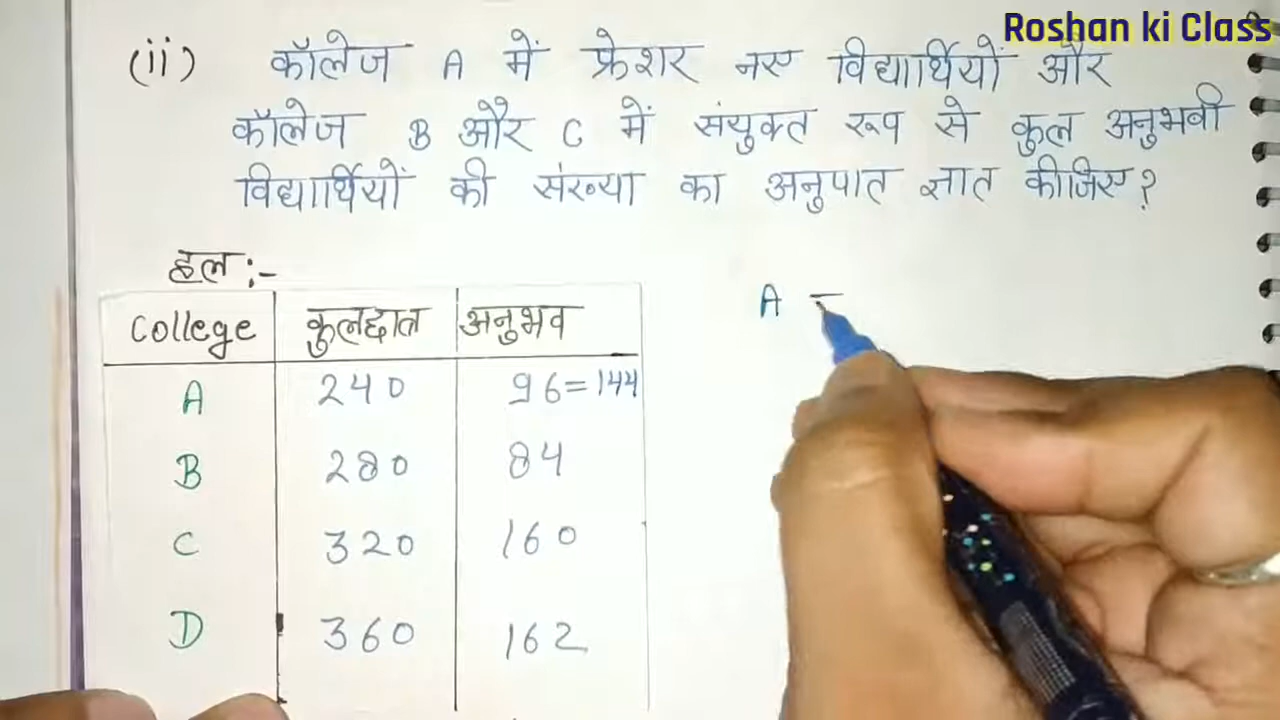 Roshan ki Class
(ii) कॉलेज A में फ्रेशर नए विद्यार्थियों और
कॉलेज B और C में संयुक्त रूप से कुल अनुभवी
विद्यार्थियों की संख्या का अनुपात ज्ञात कीजिए?
हल :-
College कुलछात अनुभव
A 240 96=144
B 280 84
C 320 160
D 360 162
A